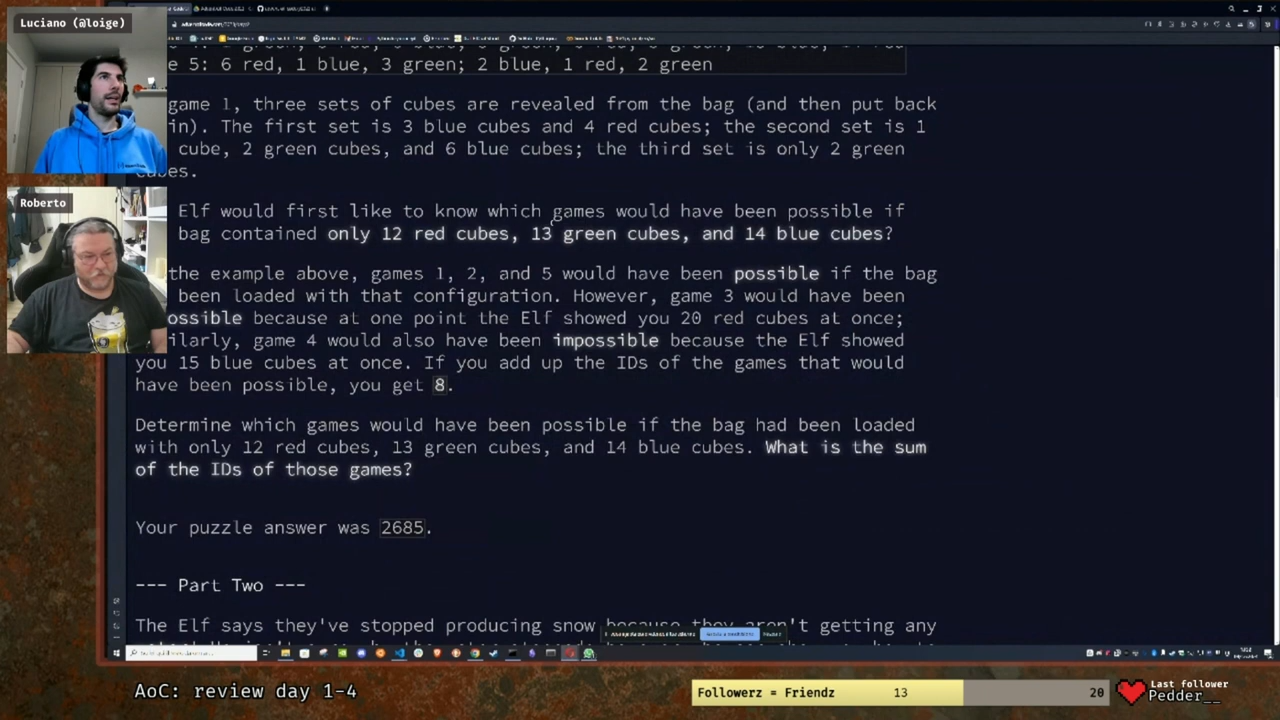 Luciano (@loige)
e 5: 6 red, 1 blue, 3 green; 2 blue, 1 red, 2 green
game 1, three sets of cubes are revealed from the bag (and then put back
in). The first set is 3 blue cubes and 4 red cubes; the second set is 1
cube, 2 green cubes, and 6 blue cubes; the third set is only 2 green
cubes.
Roberto
Elf would first like to know which games would have been possible if
bag contained only 12 red cubes, 13 green cubes, and 14 blue cubes?
the example above, games 1, 2, and 5 would have been possible if the bag
been loaded with that configuration. However, game 3 would have been
ossible because at one point the Elf showed you 20 red cubes at once;
ilarly, game 4 would also have been impossible because the Elf showed
you 15 blue cubes at once. If you add up the IDs of the games that would
have been possible, you get 8.
Determine which games would have been possible if the bag had been loaded
with only 12 red cubes, 13 green cubes, and 14 blue cubes. What is the sum
of the IDs of those games?
Your puzzle answer was 2685.
--- Part Two ---
The Elf says they've stopped producing snow because they aren't getting any
AoC: review day 1-4
Followerz = Friendz 13 20
Last follower
Pedder__